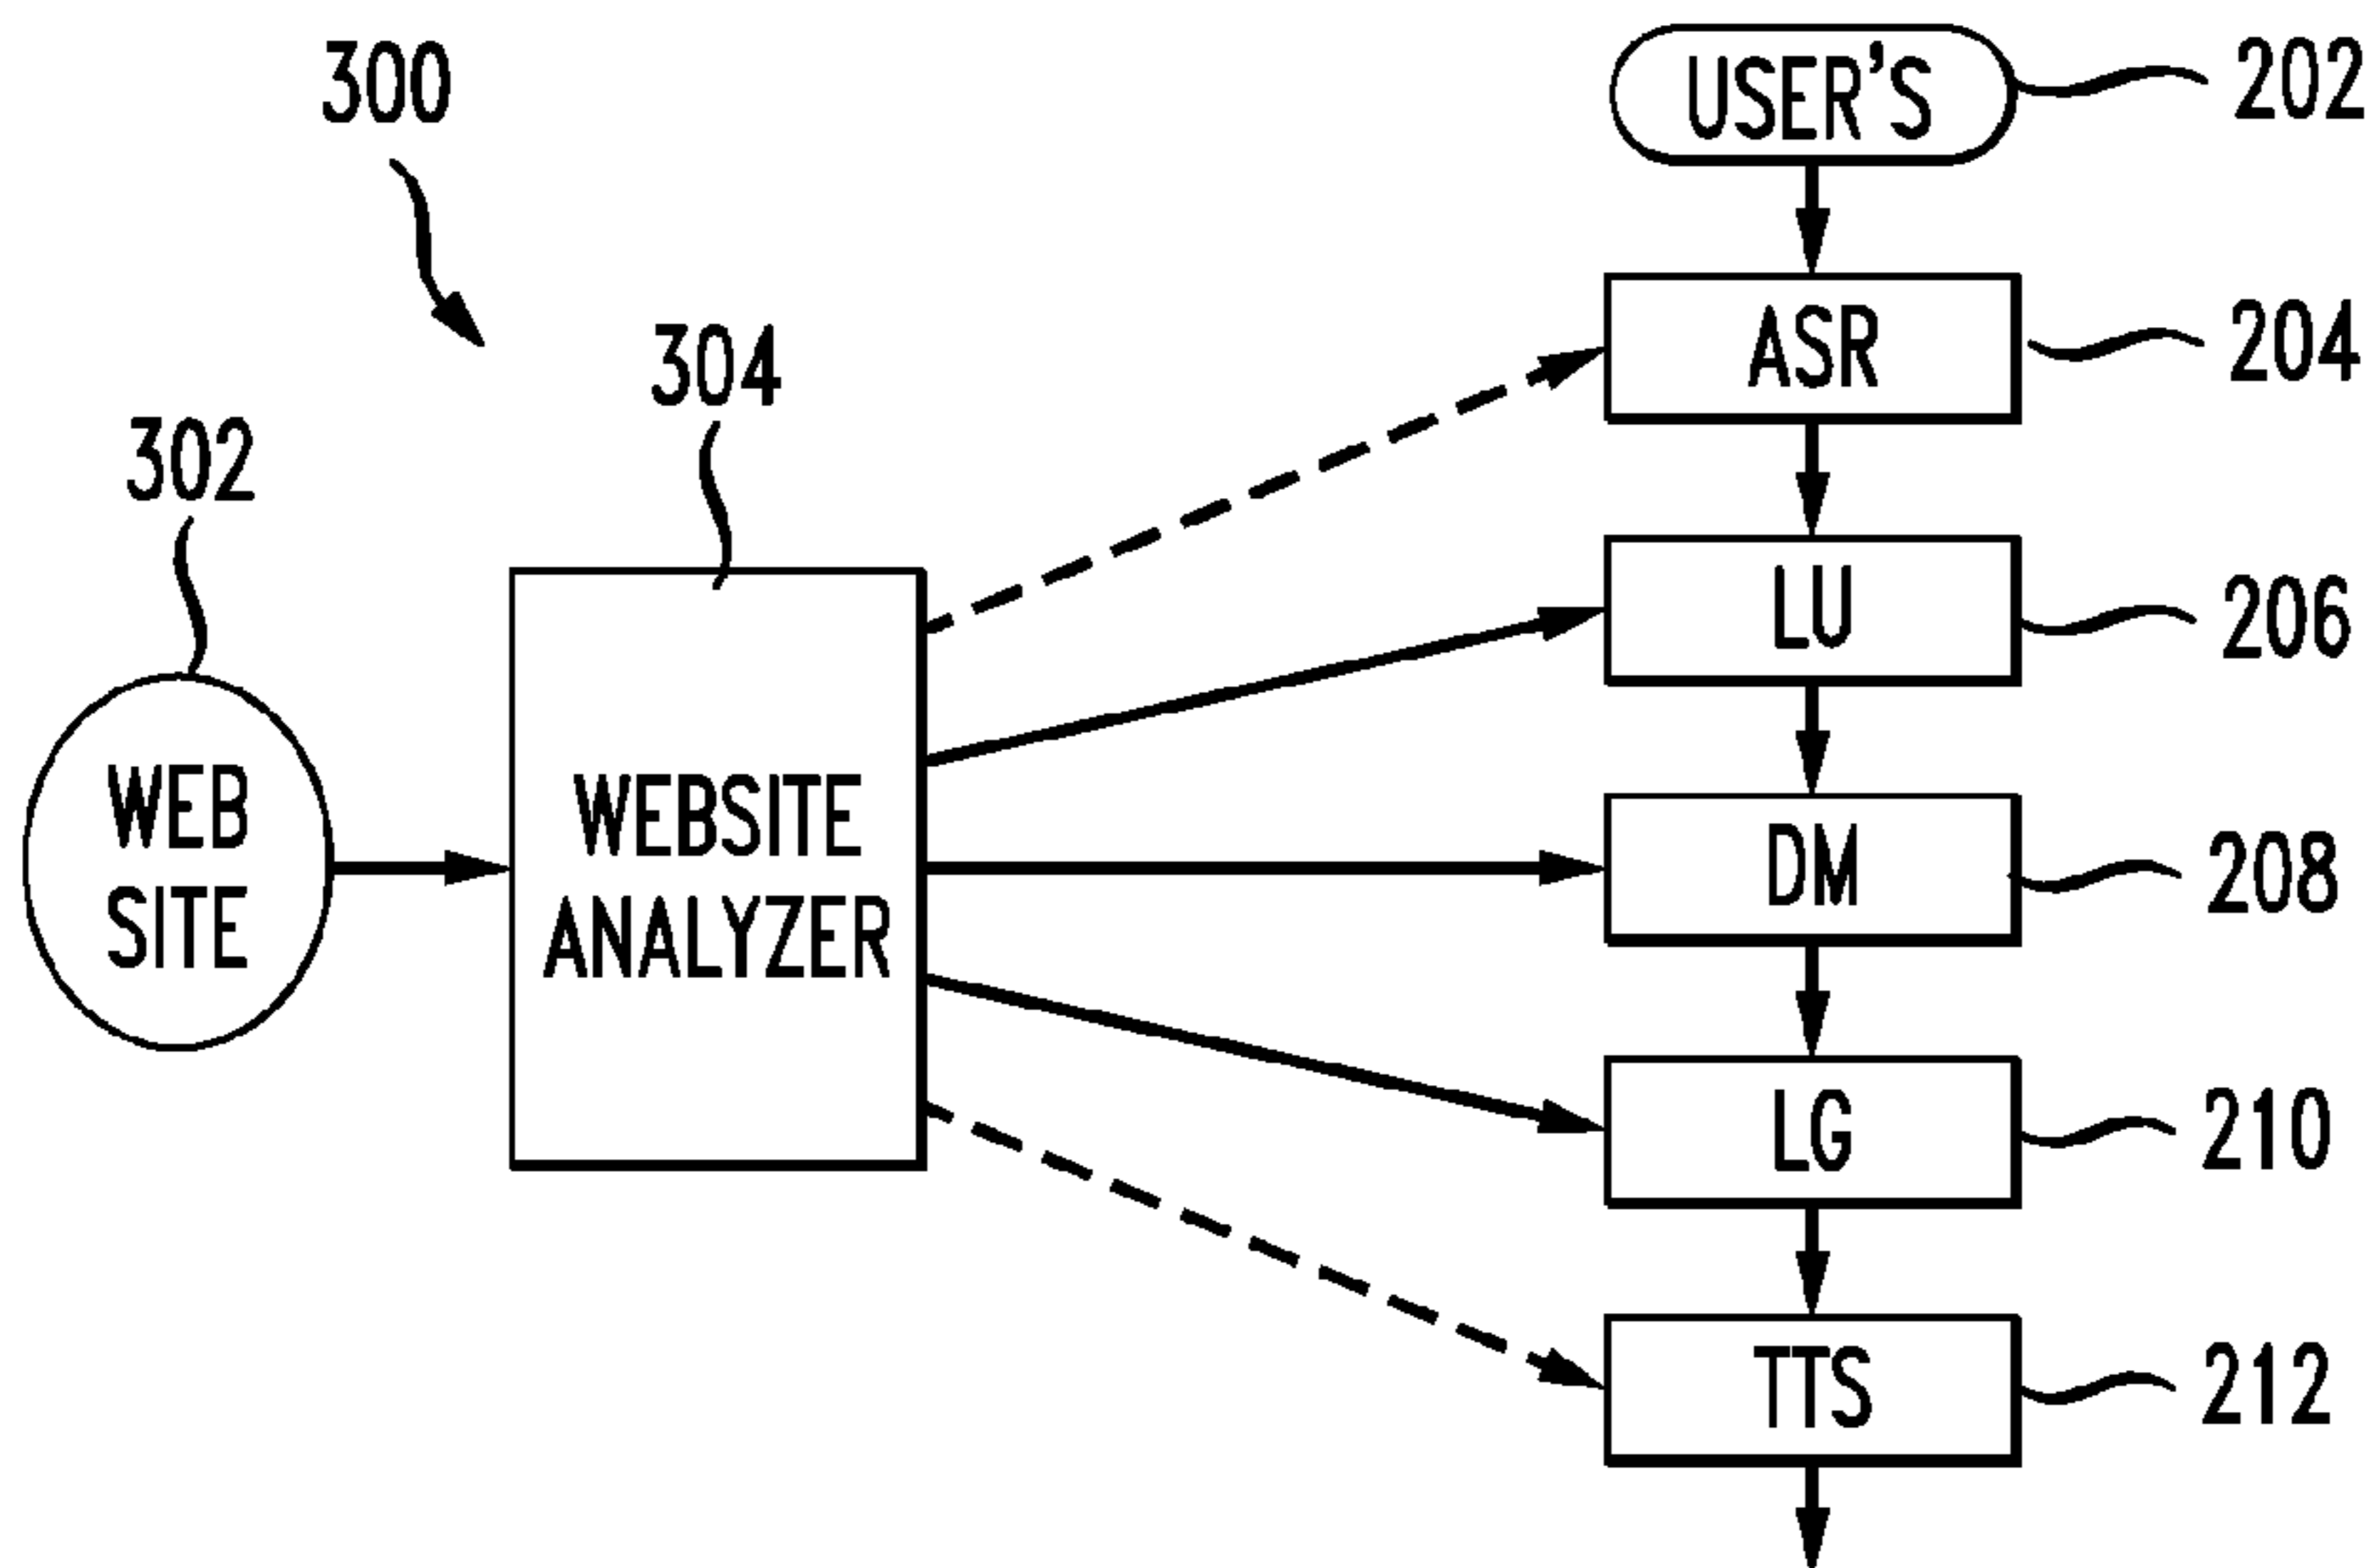 300
USER'S
202
304
ASR
204
302
LU
206
WEB
SITE
WEBSITE
ANALYZER
DM
208
LG
210
TTS
212